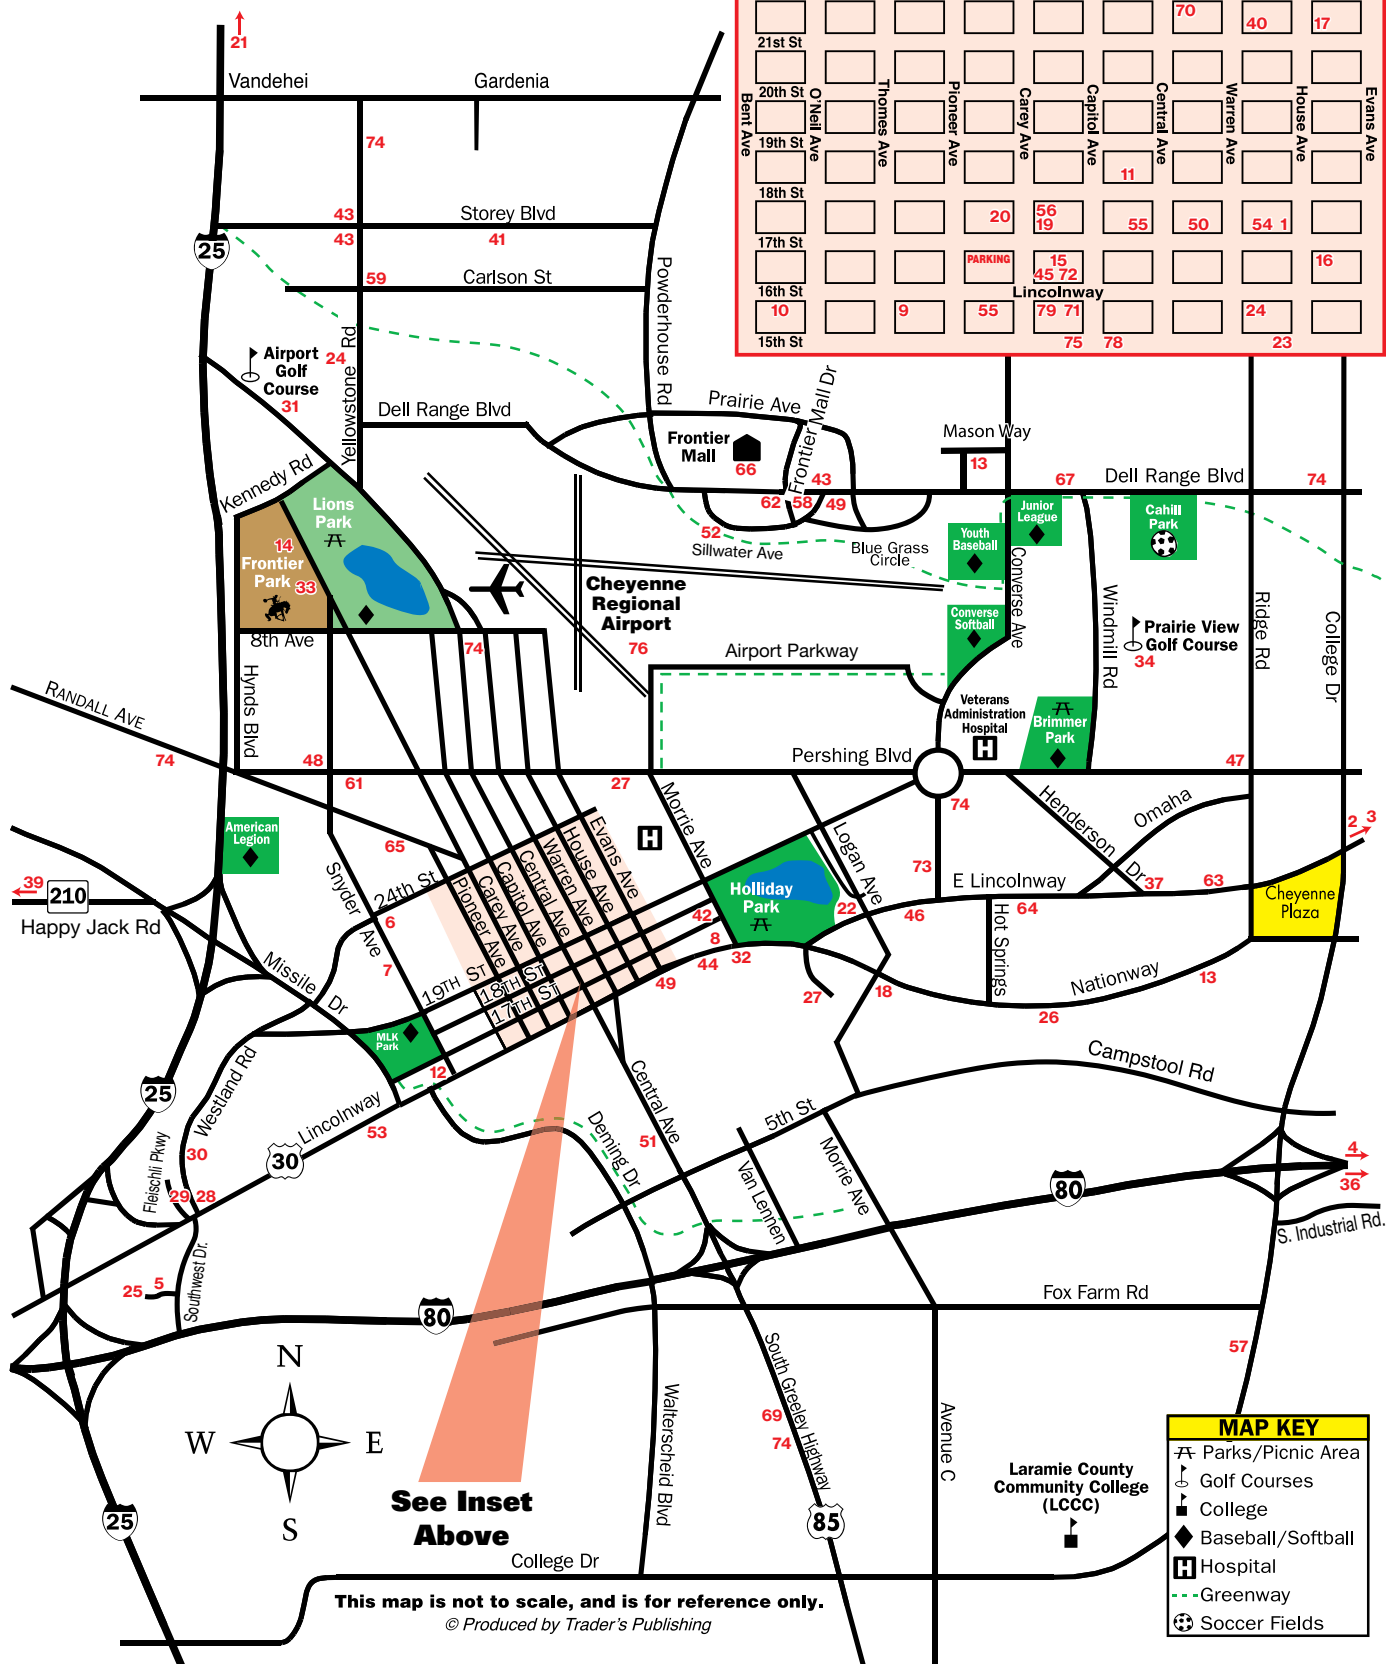 21
Vandehei
Gardenia
74
43
Storey Blvd
43
41
25
59
Carlson St
Powderhouse Rd
Airport
Golf
Course
24
31
Yellowstone Rd
Dell Range Blvd
Kennedy Rd
70
40
17
21st St
20th St
19th St
18th St
17th St
16th St
15th St
Bent Ave
O'Neil Ave
Thomes Ave
Pioneer Ave
Carey Ave
Capitol Ave
Central Ave
Warren Ave
House Ave
Evans Ave
11
20
56
19
55
50
54 1
PARKING
15
45 72
16
Lincolnway
10
9
55
79 71
24
75
78
23
Prairie Ave
Frontier Mall Dr
Frontier
Mall
66
43
62
58
49
52
Sillwater Ave
Blue Grass
Circle
Mason Way
13
67
Dell Range Blvd
74
Junior
League
Youth
Baseball
Cahill
Park
Converse
Softball
Converse Ave
Windmill Rd
Ridge Rd
College Dr
Prairie View
Golf Course
34
Lions
Park
14
Frontier
Park
33
8th Ave
74
Cheyenne
Regional
Airport
76
Airport Parkway
Veterans
Administration
Hospital
H
Brimmer
Park
Hynds Blvd
Randall Ave
74
48
61
27
Pershing Blvd
47
74
American
Legion
65
H
Morrie Ave
Logan Ave
Henderson Dr
Omaha
2
3
39
210
Happy Jack Rd
Snyder Ave
24th St
6
7
Pioneer Ave
Carey Ave
Capitol Ave
Central Ave
Warren Ave
House Ave
Evans Ave
Holliday
Park
42
8
32
44
49
22
46
73
E Lincolnway
37
63
64
Cheyenne
Plaza
Hot Springs
Nationway
13
18
27
26
Missile Dr
19th St
18th St
17th St
MLK
Park
12
25
Westland Rd
Lincolnway
53
30
Fleischli Pkwy
30
29
28
Southwest Dr.
25
5
Deming Dr
Central Ave
51
5th St
Van Lennen
Morrie Ave
Campstool Rd
80
4
36
S. Industrial Rd.
80
Fox Farm Rd
57
N
W
E
S
25
See Inset
Above
Walterscheid Blvd
South Greeley Highway
69
74
85
Avenue C
Laramie County
Community College
(LCCC)
College Dr
MAP KEY
Parks/Picnic Area
Golf Courses
College
Baseball/Softball
H Hospital
Greenway
Soccer Fields
This map is not to scale, and is for reference only.
© Produced by Trader's Publishing